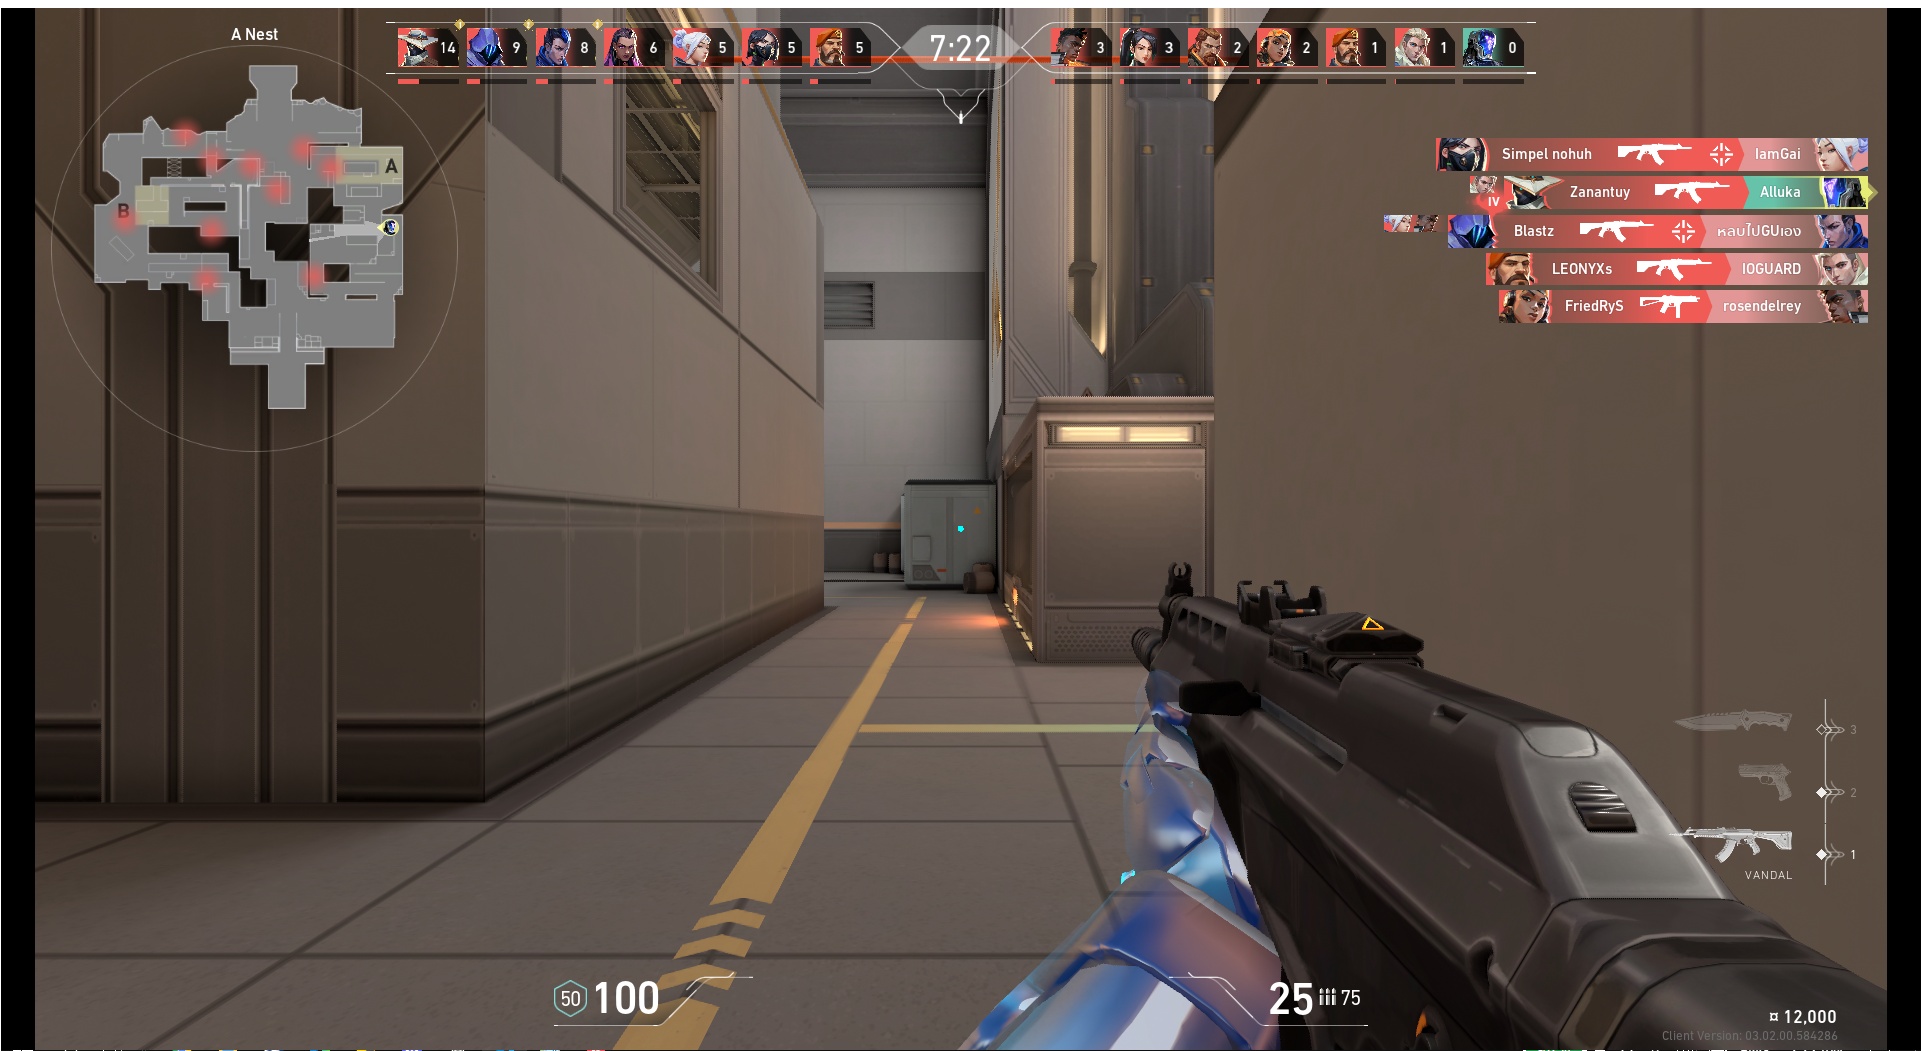 A Nest
14 9 8 6 5 5 5
7:22
3 3 2 2 1 1 0
A
B
Simpel nohuh IamGai
IV Zanantuy Alluka
Blastz หลบไปGUเอง
LEONYXs IOGUARD
FriedRyS rosendelrey
3
2
1
VANDAL
50 100
25 75
¤ 12,000
Client Version: 03.02.00.584286